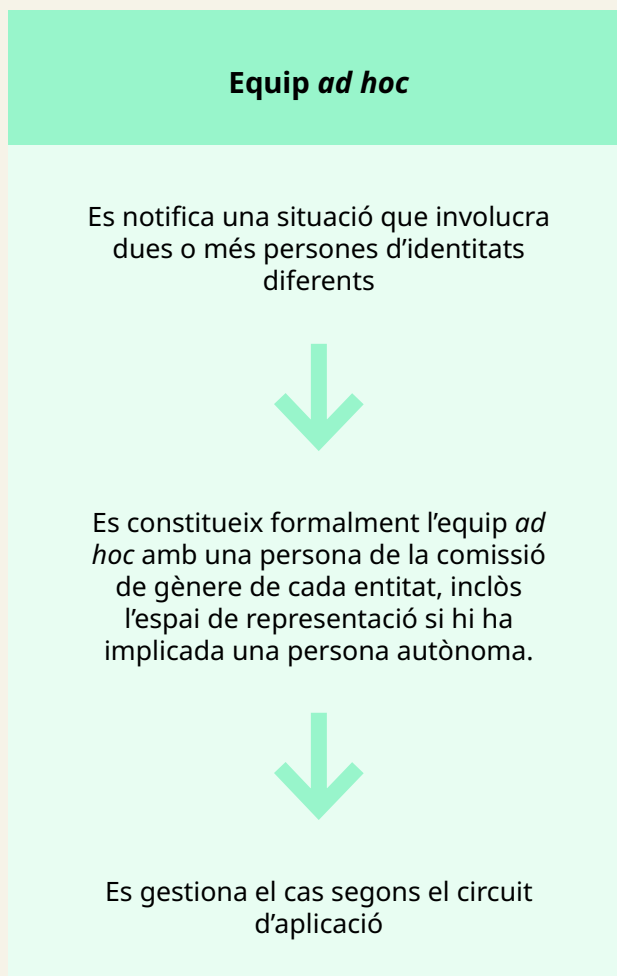 Equip ad hoc
Es notifica una situació que involucra
dues o més persones d’identitats
diferents
Es constitueix formalment l’equip ad
hoc amb una persona de la comissió
de gènere de cada entitat, inclòs
l’espai de representació si hi ha
implicada una persona autònoma.
Es gestiona el cas segons el circuit
d’aplicació